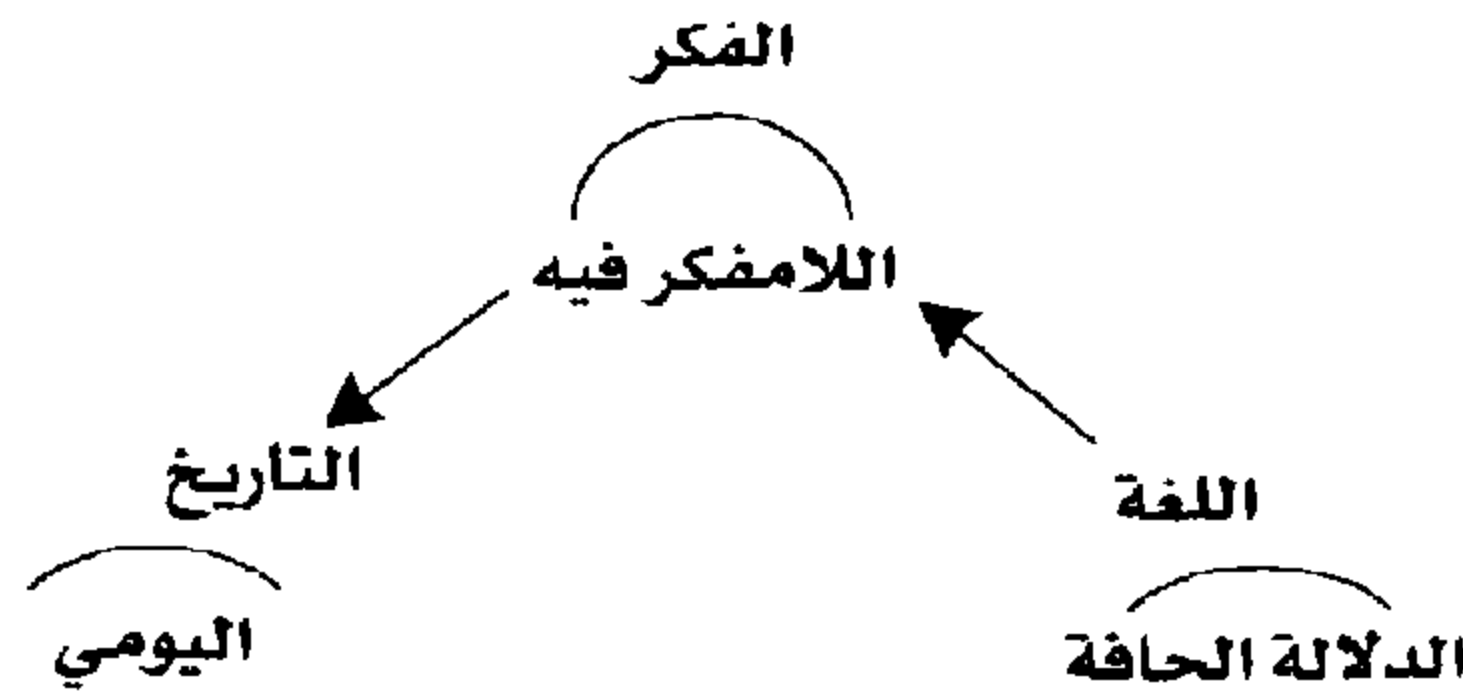 الفكر
اللامفكر فيه
التاريخ
اللغة
اليومي
الدلالة الحافة